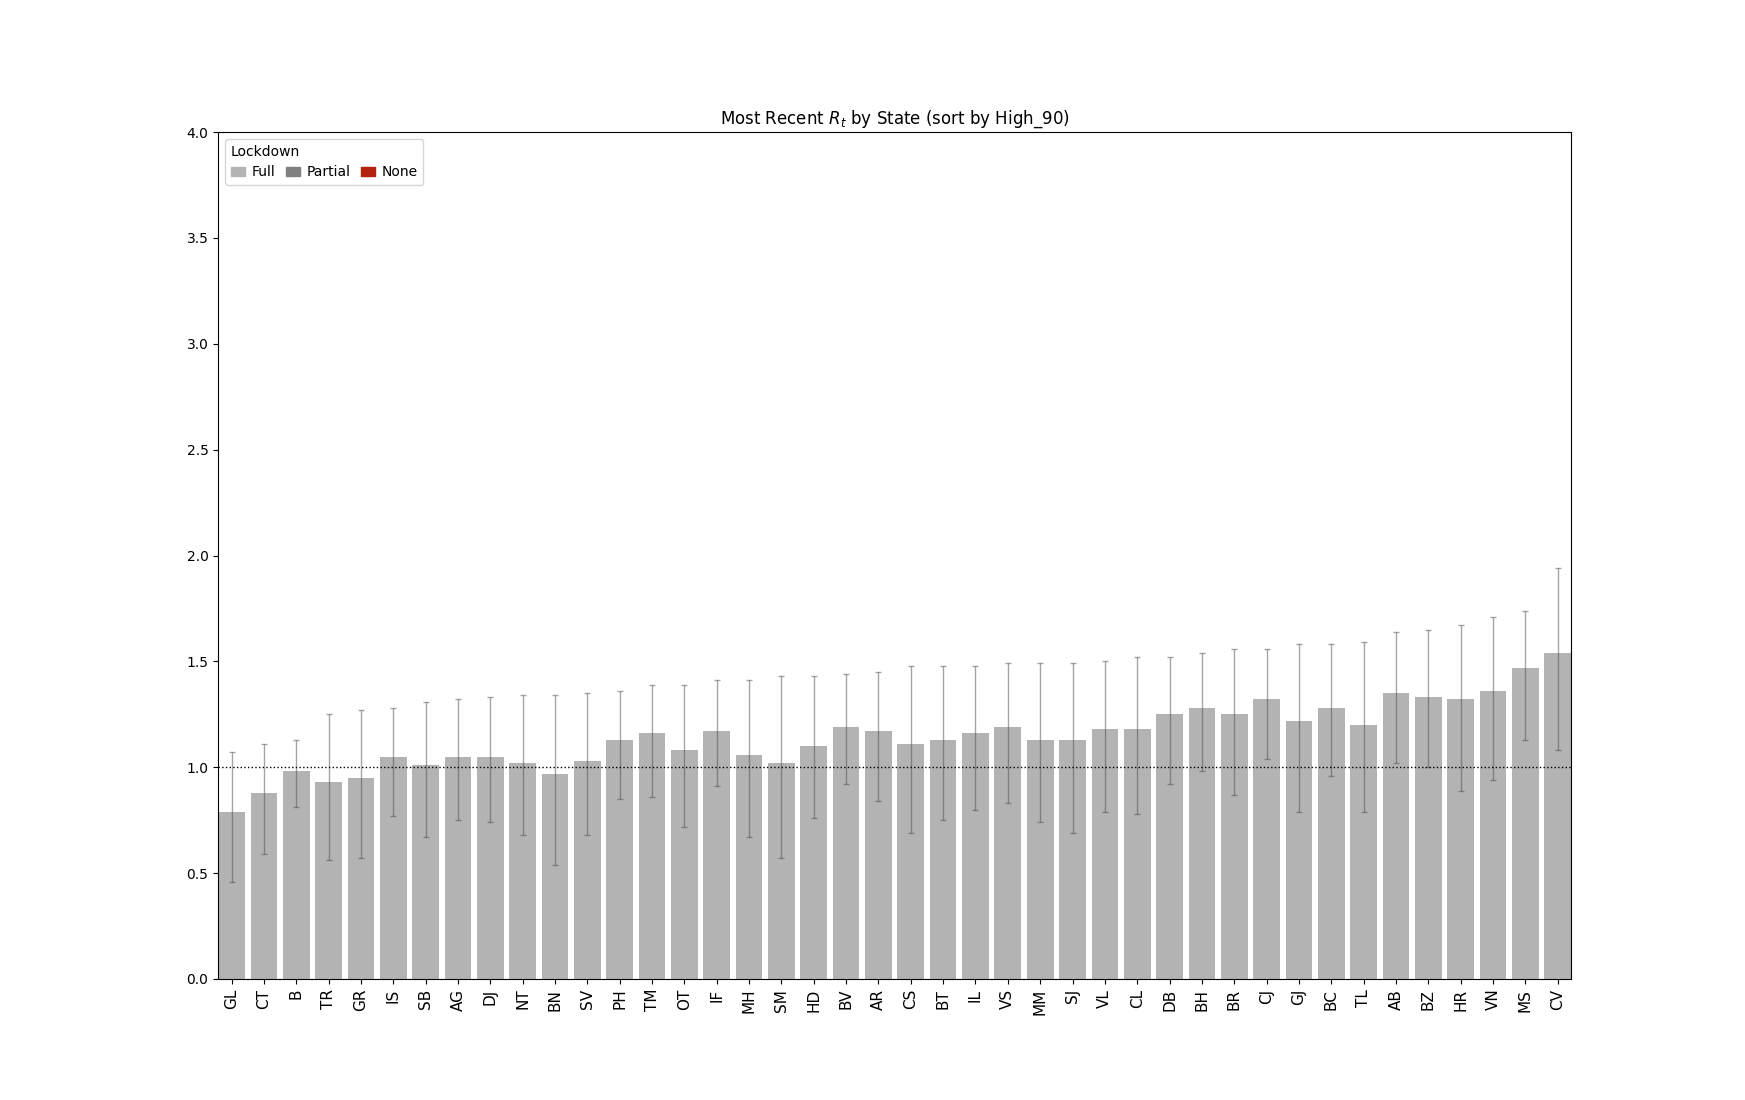 Most Recent R_t by State (sort by High_90)
Lockdown
Full Partial None
4.0
3.5
3.0
2.5
2.0
1.5
1.0
0.5
0.0
GL CT B TR GR IS SB AG DJ NT BN SV PH TM OT IF MH SM HD BV AR CS BT IL VS MM SJ VL CL DB BH BR CJ GJ BC TL AB BZ HR VN MS CV